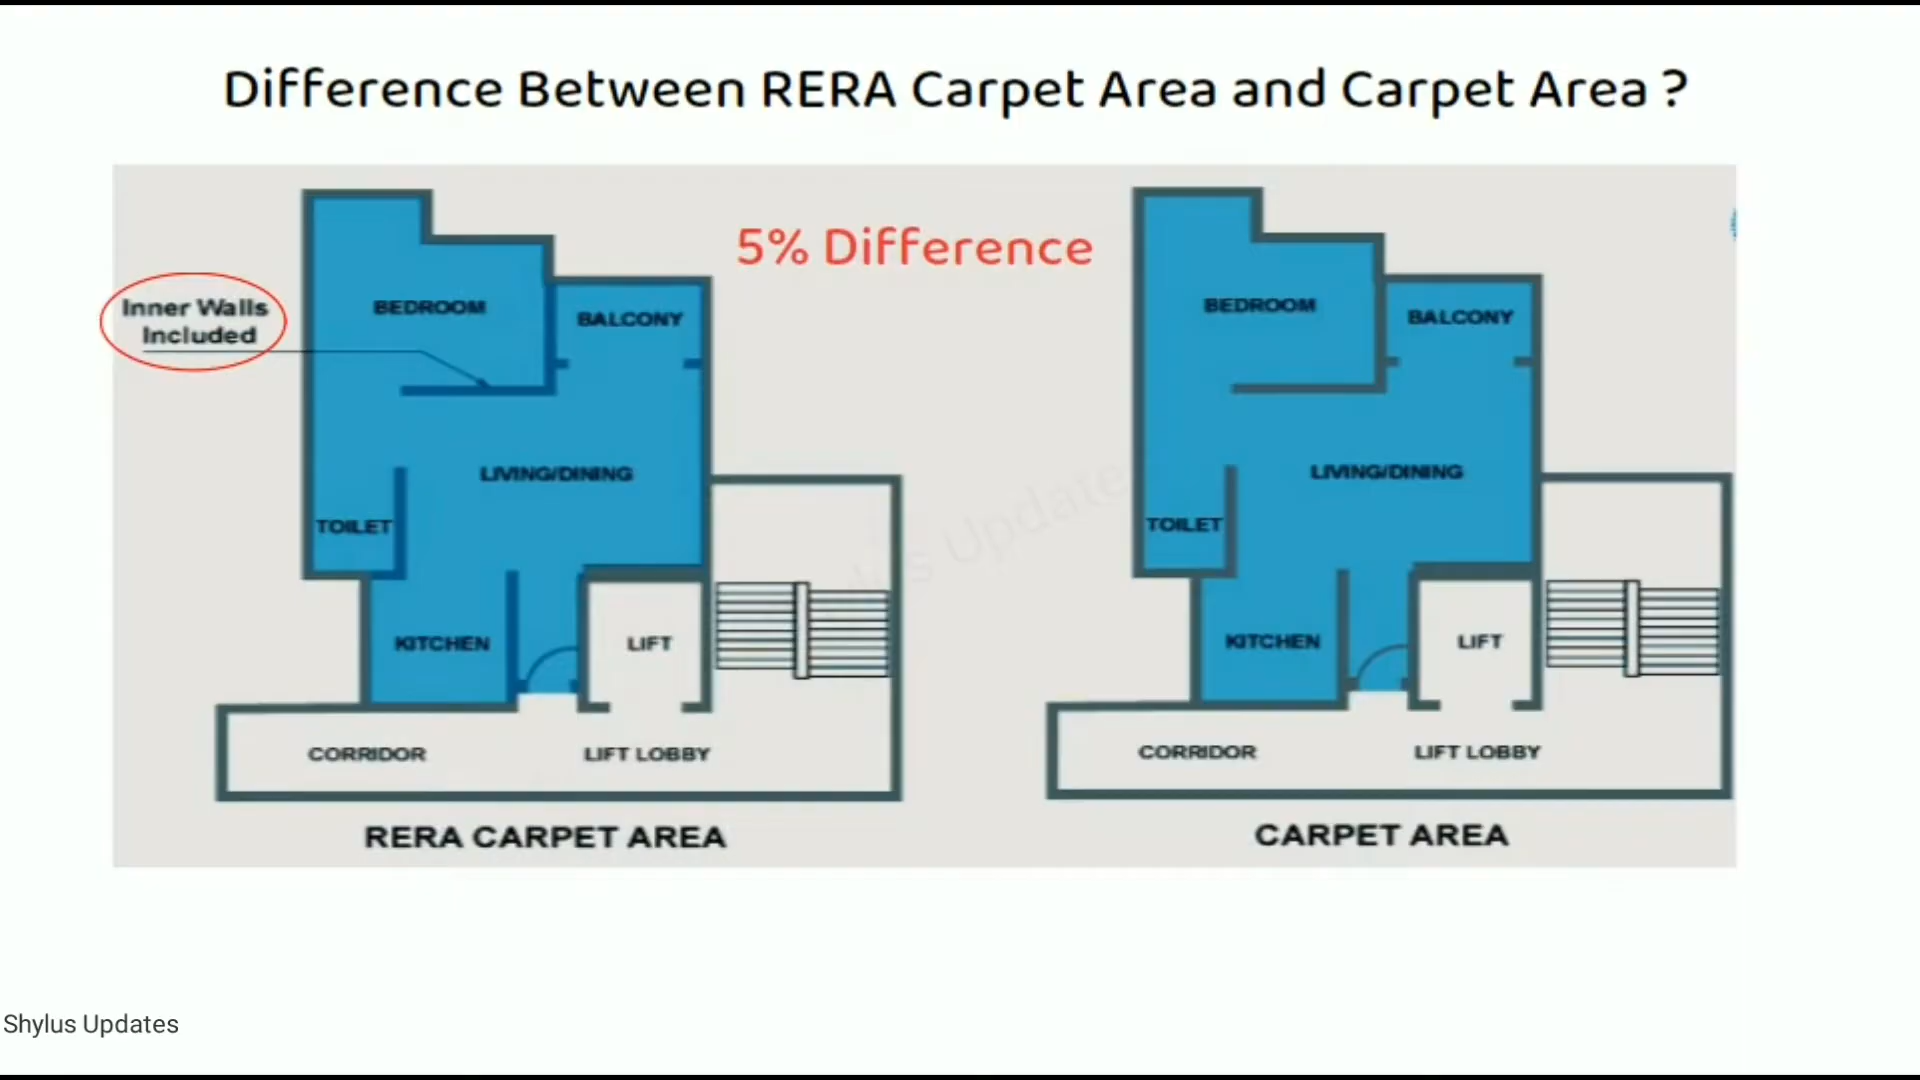 Difference Between RERA Carpet Area and Carpet Area ?
5% Difference
Inner Walls
Included
BEDROOM
BALCONY
LIVING/DINING
TOILET
KITCHEN
LIFT
CORRIDOR
LIFT LOBBY
RERA CARPET AREA
BEDROOM
BALCONY
LIVING/DINING
TOILET
KITCHEN
LIFT
CORRIDOR
LIFT LOBBY
CARPET AREA
Shylus Updates